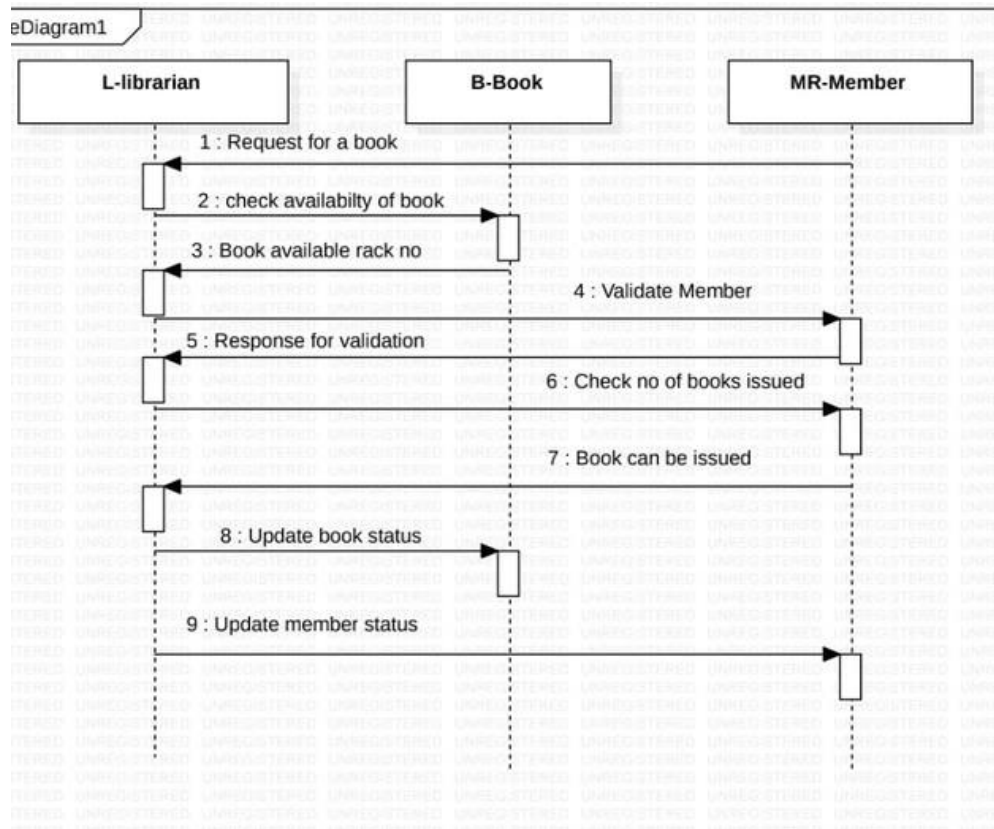 eDiagram1
L-librarian
B-Book
MR-Member
1 : Request for a book
2 : check availabilty of book
3 : Book available rack no
4 : Validate Member
5 : Response for validation
6 : Check no of books issued
7 : Book can be issued
8 : Update book status
9 : Update member status
UNREGISTERED